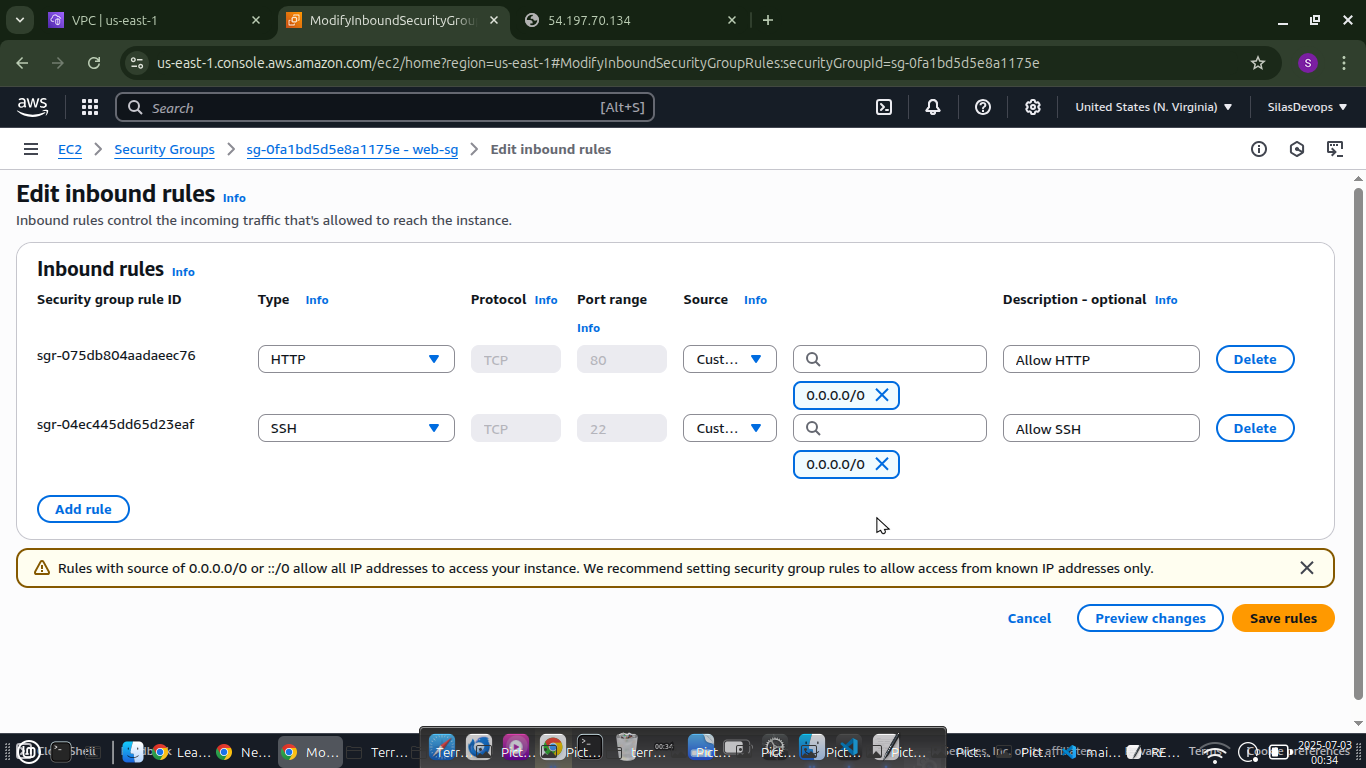 VPC | us-east-1
ModifyInboundSecurityGrou
54.197.70.134
us-east-1.console.aws.amazon.com/ec2/home?region=us-east-1#ModifyInboundSecurityGroupRules:securityGroupId=sg-0fa1bd5d5e8a1175e
S
aws
Search
[Alt+S]
United States (N. Virginia)
SilasDevops
EC2
Security Groups
sg-0fa1bd5d5e8a1175e - web-sg
Edit inbound rules
Edit inbound rules Info
Inbound rules control the incoming traffic that's allowed to reach the instance.
Inbound rules Info
Security group rule ID
Type Info
Protocol Info
Port range
Info
Source Info
Description - optional Info
sgr-075db804aadaeec76
HTTP
TCP
80
Cust...
0.0.0.0/0
Allow HTTP
Delete
sgr-04ec445dd65d23eaf
SSH
TCP
22
Cust...
0.0.0.0/0
Allow SSH
Delete
Add rule
Rules with source of 0.0.0.0/0 or ::/0 allow all IP addresses to access your instance. We recommend setting security group rules to allow access from known IP addresses only.
Cancel
Preview changes
Save rules
Lea...
Ne...
Mo...
Terr...
Terr...
Pict...
Pict...
terr...
00:34
Pict...
Pict...
Pict...
Pict...
Pict...
Pict...
mai...
RE...
2025-07-03
00:34